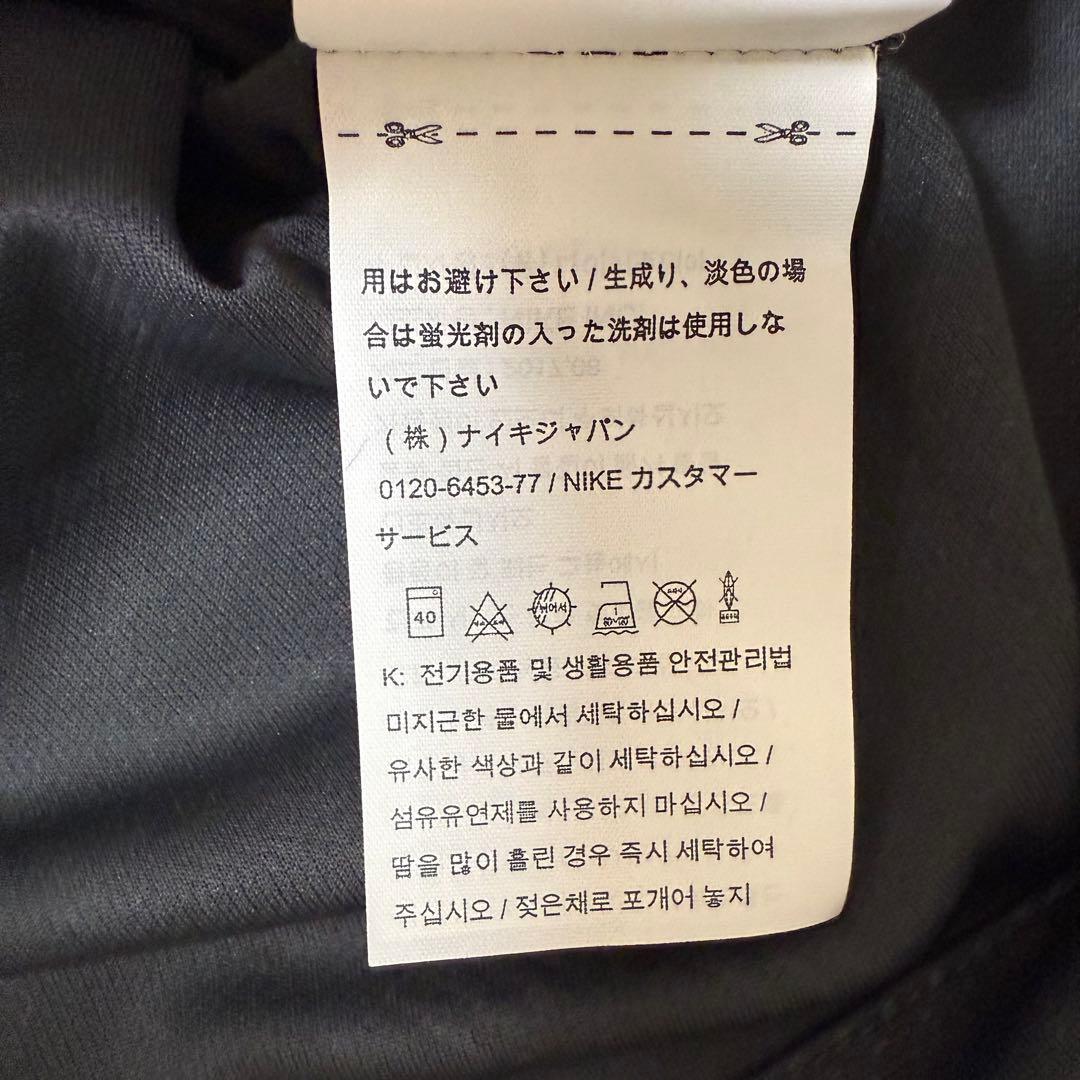 用はお避け下さい / 生成り、淡色の場
合は蛍光剤の入った洗剤は使用しな
いで下さい
(株)ナイキジャパン
0120-6453-77 / NIKE カスタマー
サービス
40
K: 전기용품 및 생활용품 안전관리법
미지근한 물에서 세탁하십시오 /
유사한 색상과 같이 세탁하십시오 /
섬유유연제를 사용하지 마십시오 /
땀을 많이 흘린 경우 즉시 세탁하여
주십시오 / 젖은채로 포개어 놓지